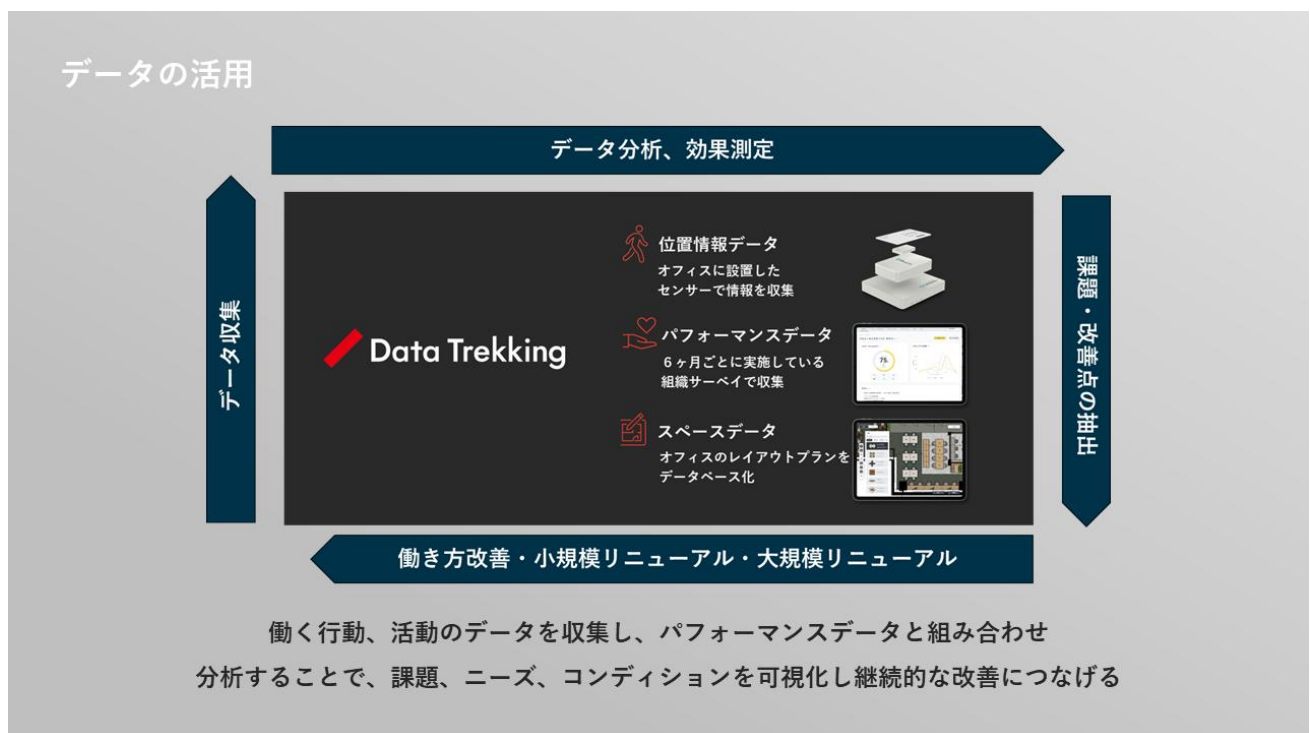 データの活用
データ分析、効果測定
データ収集
Data Trekking
位置情報データ
オフィスに設置した
センサーで情報を収集
パフォーマンスデータ
６ヶ月ごとに実施している
組織サーベイで収集
スペースデータ
オフィスのレイアウトプランを
データベース化
課題・改善点の抽出
働き方改善・小規模リニューアル・大規模リニューアル
働く行動、活動のデータを収集し、パフォーマンスデータと組み合わせ
分析することで、課題、ニーズ、コンディションを可視化し継続的な改善につなげる